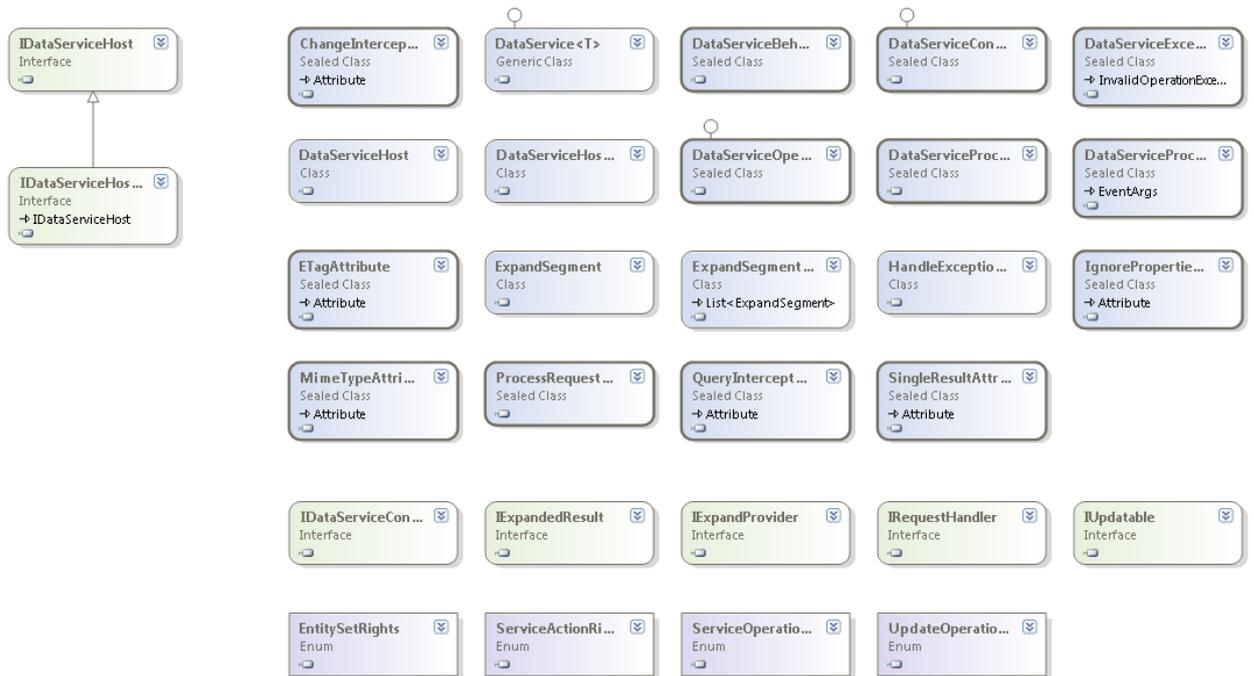 IDataServiceHost
Interface
IDataServiceHos...
Interface
IDataServiceHost
ChangeIntercep...
Sealed Class
Attribute
DataService<T>
Generic Class
DataServiceBeh...
Sealed Class
DataServiceCon...
Sealed Class
DataServiceExce...
Sealed Class
InvalidOperationExce...
DataServiceHost
Class
DataServiceHos...
Class
DataServiceOpe...
Sealed Class
DataServiceProc...
Sealed Class
DataServiceProc...
Sealed Class
EventArgs
ETagAttribute
Sealed Class
Attribute
ExpandSegment
Class
ExpandSegment...
Class
List<ExpandSegment>
HandleExceptio...
Class
IgnorePropertie...
Sealed Class
Attribute
MimeTypeAttri...
Sealed Class
Attribute
ProcessRequest...
Sealed Class
QueryIntercept...
Sealed Class
Attribute
SingleResultAttr...
Sealed Class
Attribute
IDataServiceCon...
Interface
IExpandedResult
Interface
IExpandProvider
Interface
IRequestHandler
Interface
IUpdatable
Interface
EntitySetRights
Enum
ServiceActionRi...
Enum
ServiceOperatio...
Enum
UpdateOperatio...
Enum